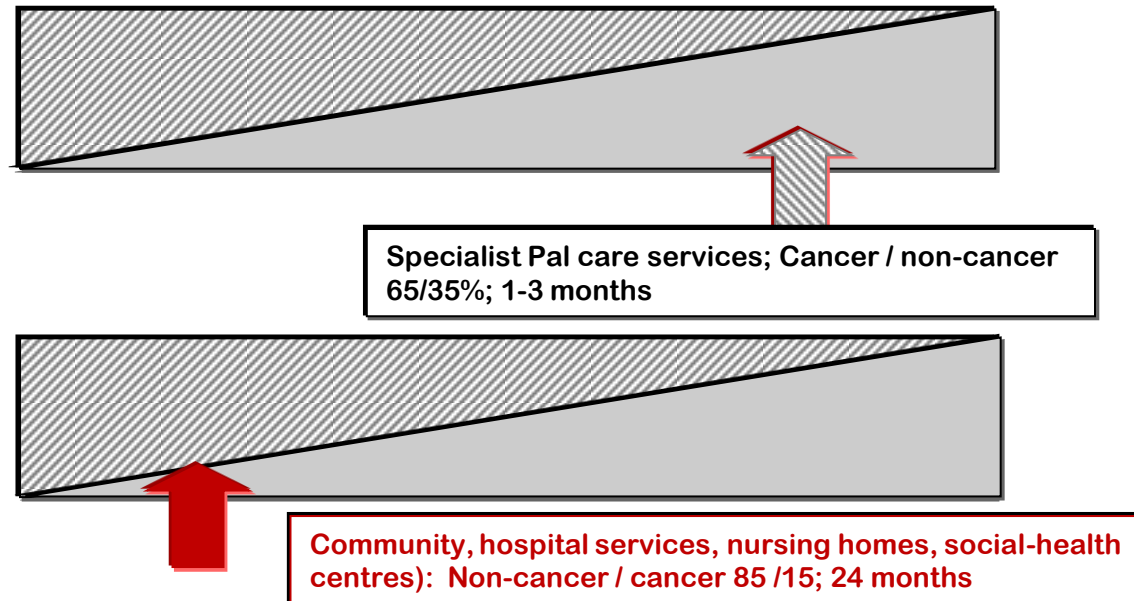 Specialist Pal care services; Cancer / non-cancer
65/35%; 1-3 months
Community, hospital services, nursing homes, social-health
centres):  Non-cancer / cancer 85 /15; 24 months